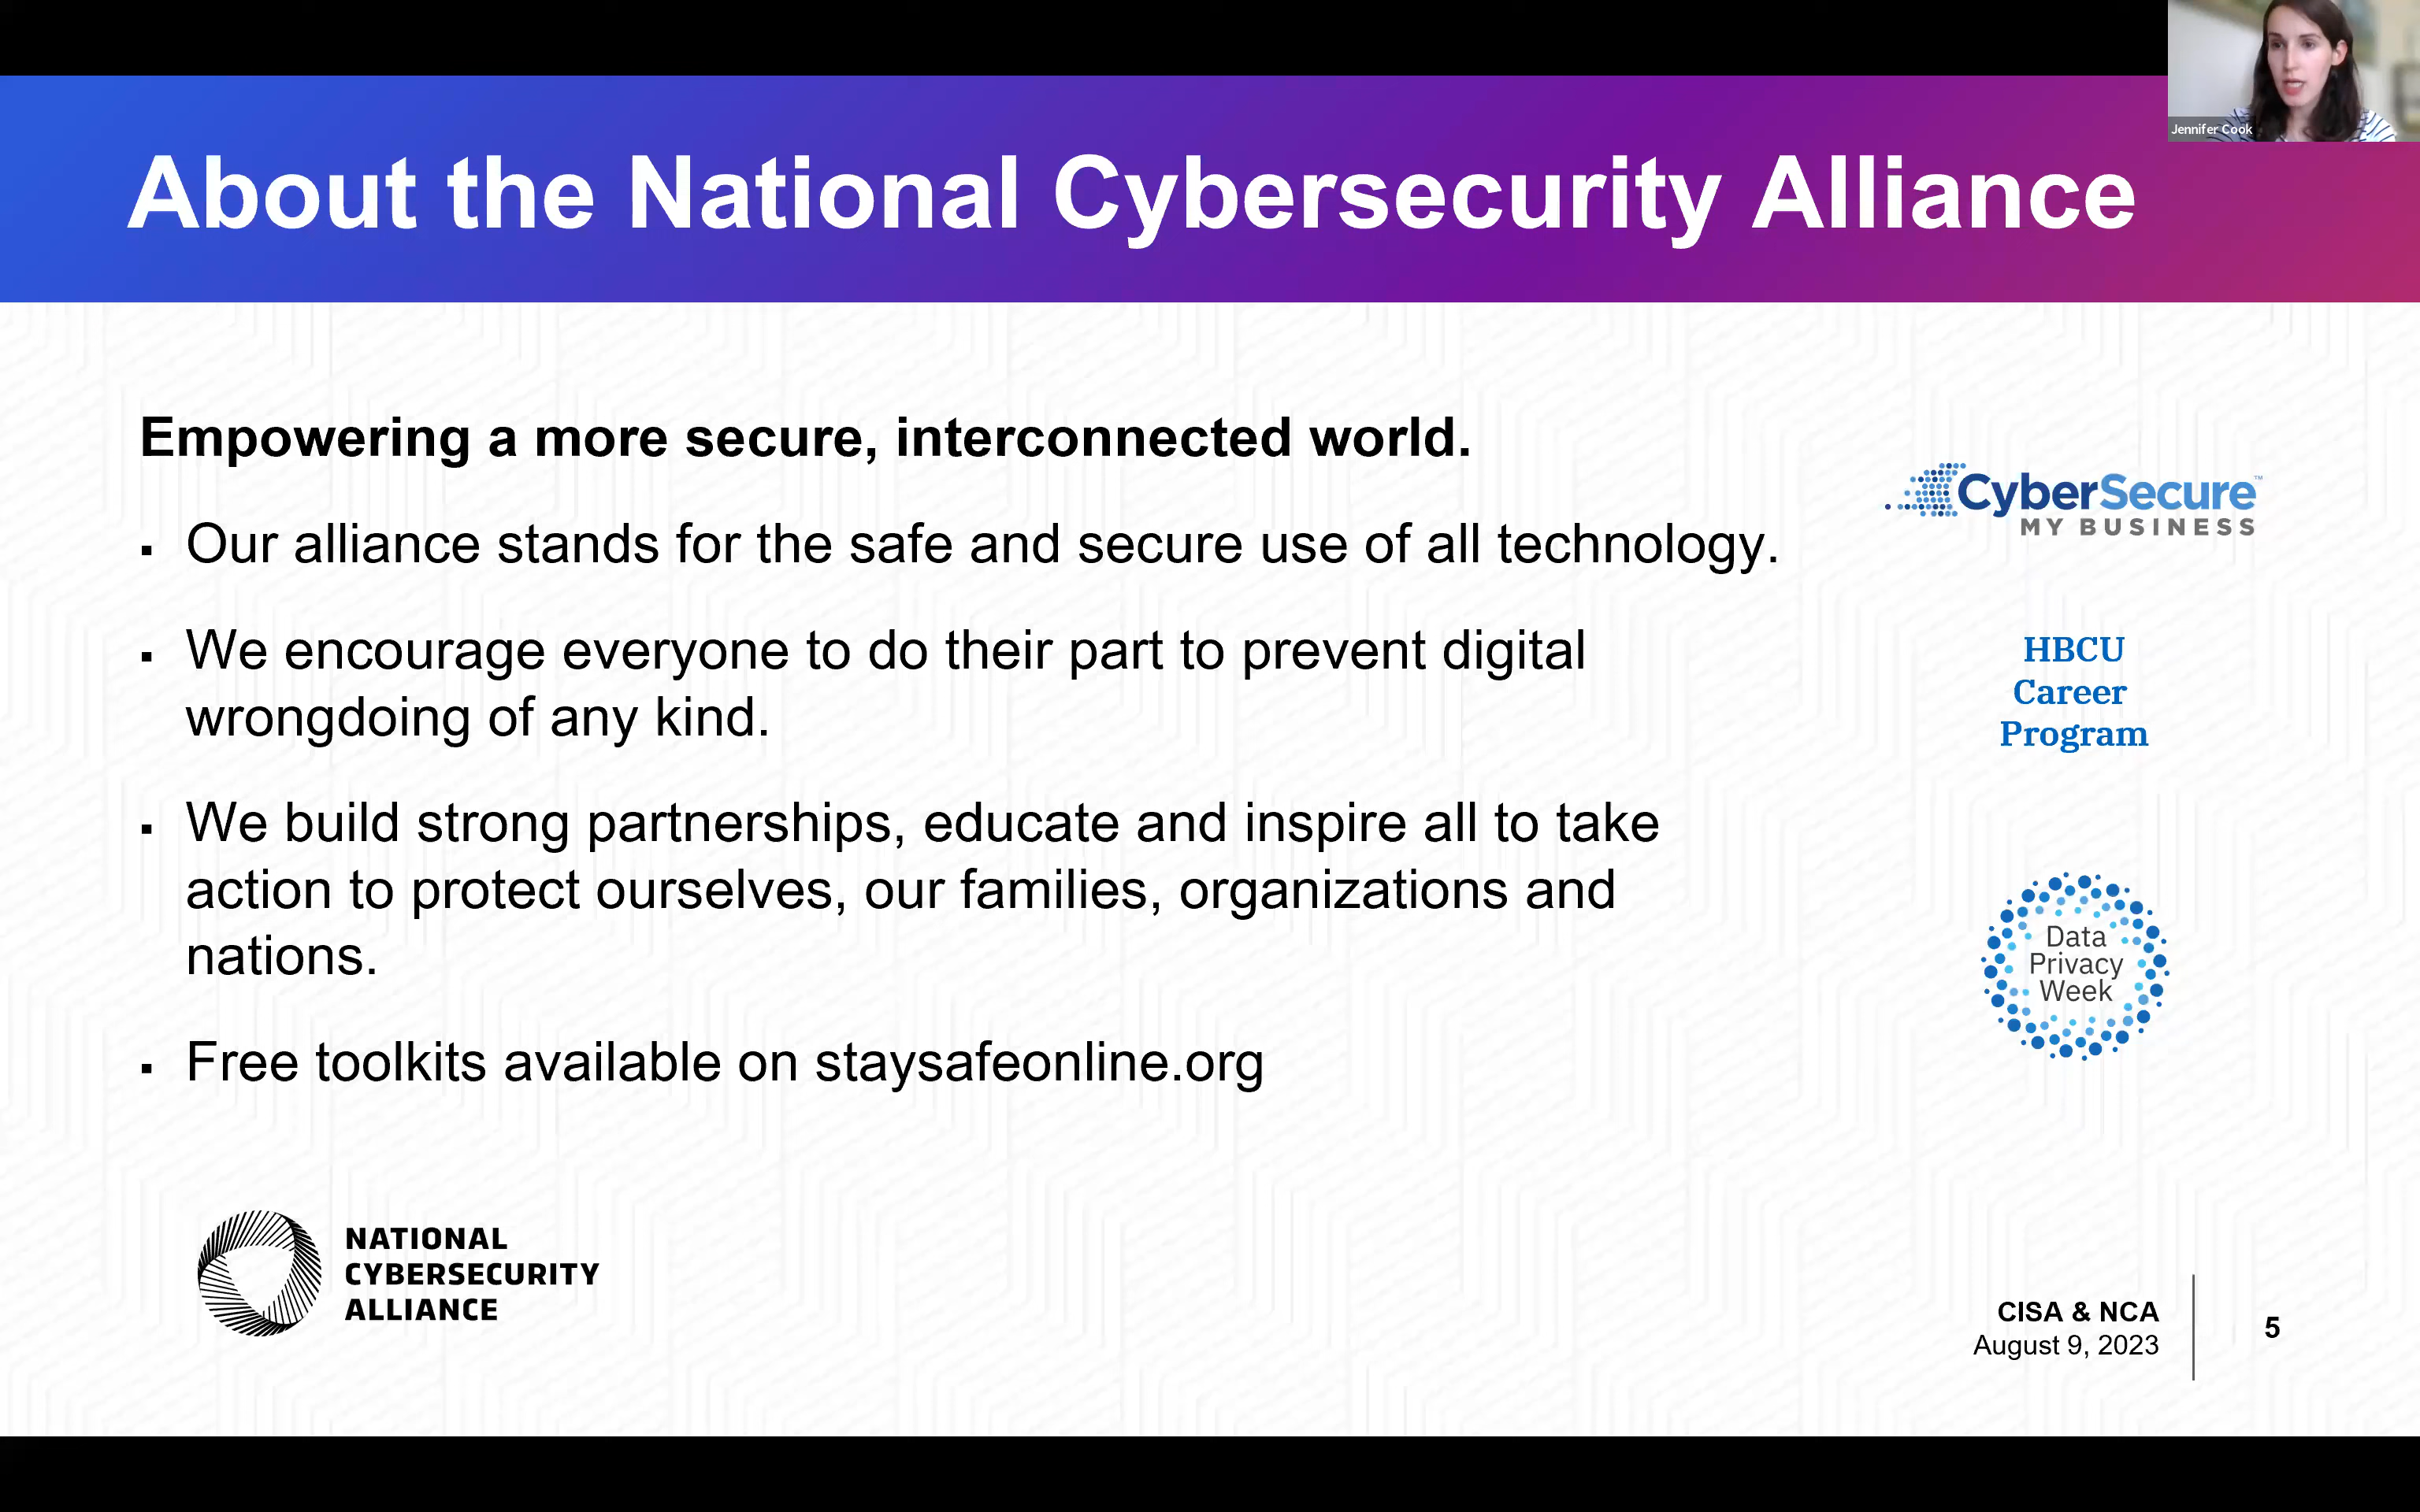 Jennifer Cook
About the National Cybersecurity Alliance
Empowering a more secure, interconnected world.
▪ Our alliance stands for the safe and secure use of all technology.
▪ We encourage everyone to do their part to prevent digital
wrongdoing of any kind.
▪ We build strong partnerships, educate and inspire all to take
action to protect ourselves, our families, organizations and
nations.
▪ Free toolkits available on staysafeonline.org
CyberSecure™
MY BUSINESS
HBCU
Career
Program
Data
Privacy
Week
NATIONAL
CYBERSECURITY
ALLIANCE
CISA & NCA
August 9, 2023
5